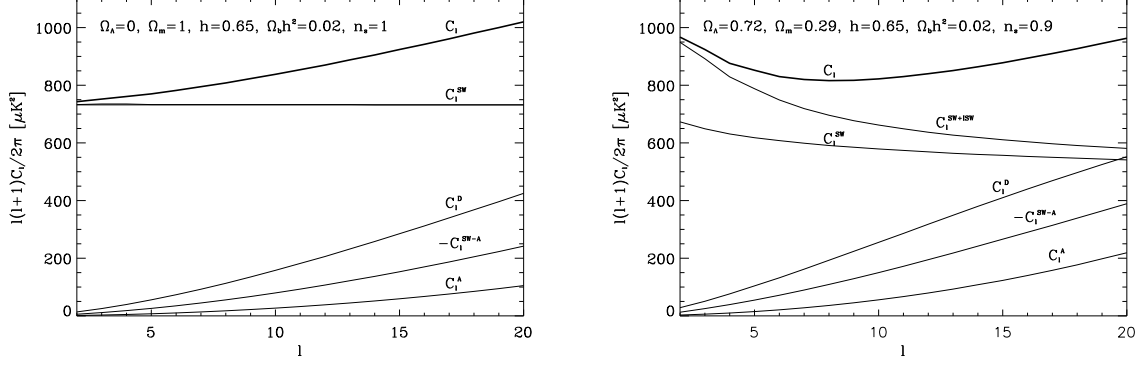 Ω_Λ=0, Ω_m=1, h=0.65, Ω_bh²=0.02, n_s=1
C_l
C_l^SW
C_l^D
−C_l^SW−A
C_l^A
l(l+1)C_l/2π [μK²]
1000
800
600
400
200
0
5
10
15
20
l
Ω_Λ=0.72, Ω_m=0.29, h=0.65, Ω_bh²=0.02, n_s=0.9
C_l
C_l^SW+ISW
C_l^SW
C_l^D
−C_l^SW−A
C_l^A
l(l+1)C_l/2π [μK²]
1000
800
600
400
200
0
5
10
15
20
l